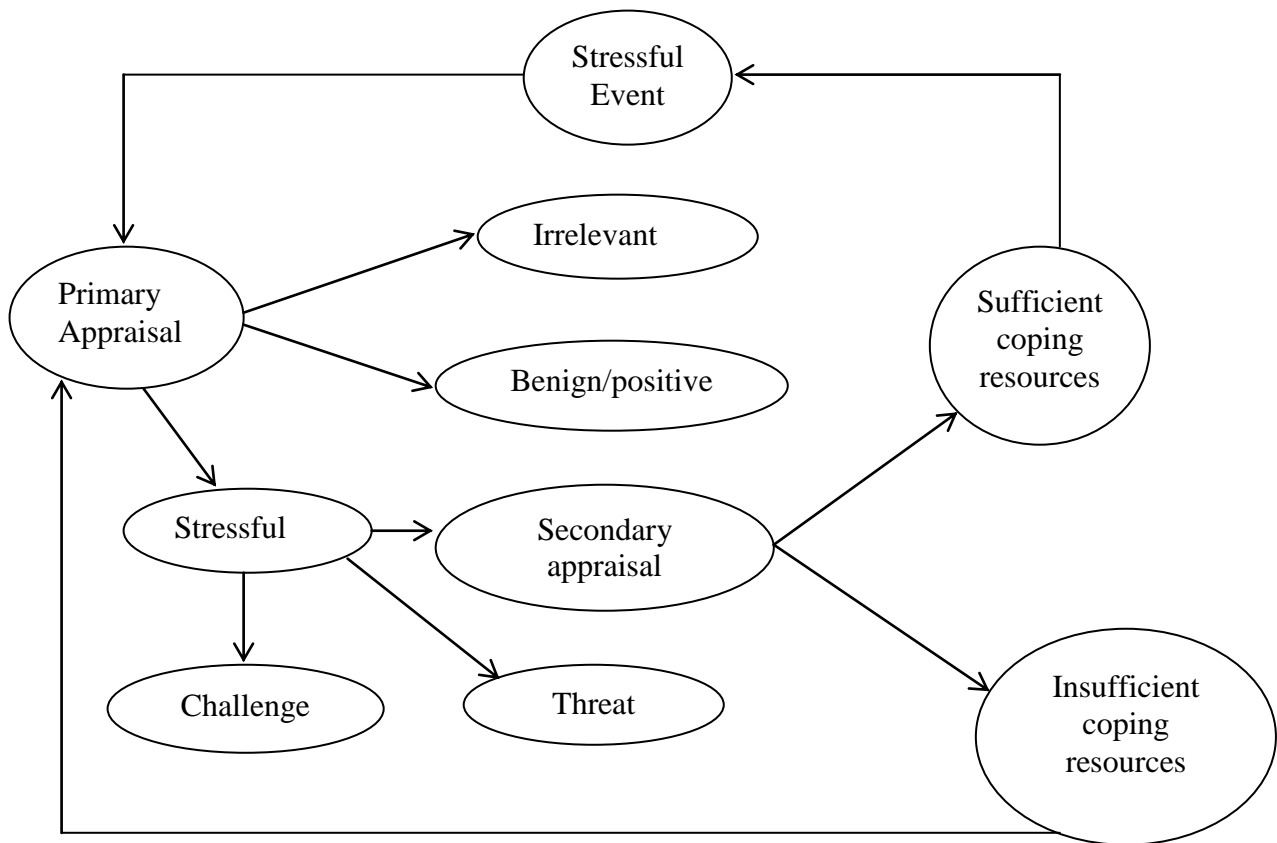 Stressful
Event
Irrelevant
Primary
Appraisal
Sufficient
coping
resources
Benign/positive
Stressful
Secondary
appraisal
Challenge
Threat
Insufficient
coping
resources